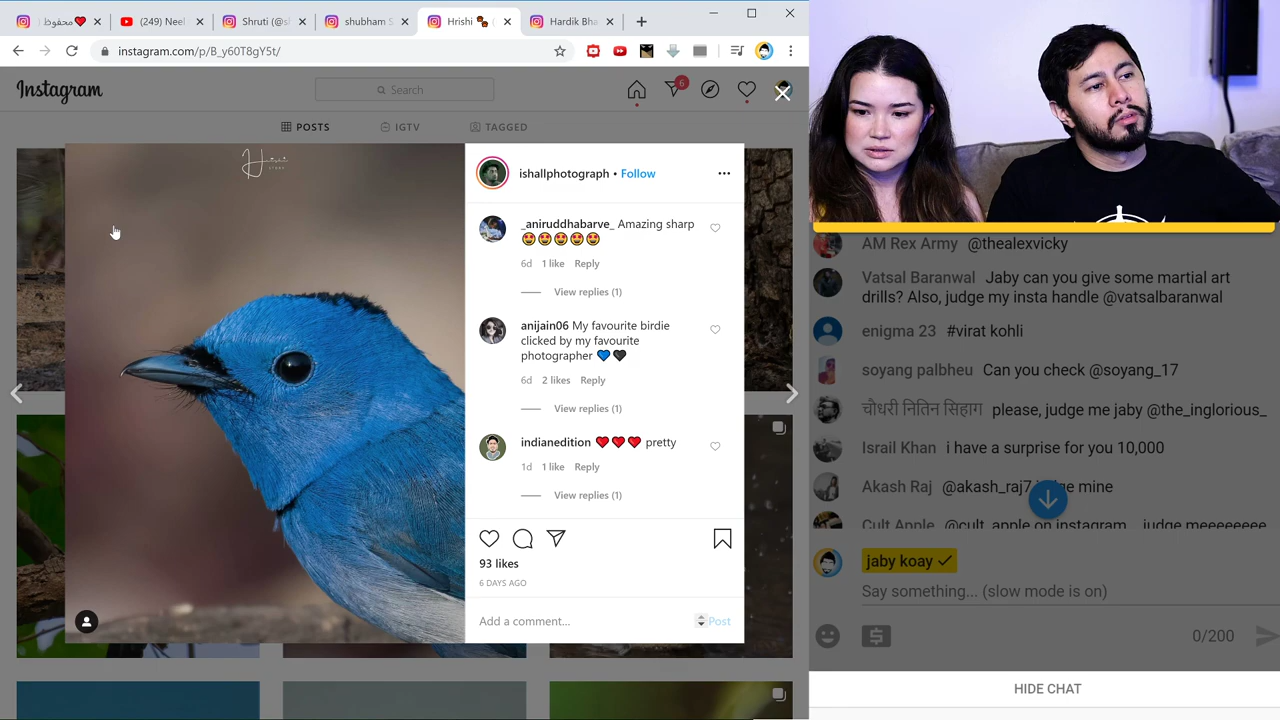 محفوظ❤️
(249) Neel
Shruti (@sl
shubham S
Hrishi
Hardik Bha
instagram.com/p/B_y60T8gY5t/
Instagram
Search
6
POSTS IGTV TAGGED
STORY
ishallphotograph • Follow
_aniruddhabarve_ Amazing sharp
😍😍😍😍😍
6d 1 like Reply
View replies (1)
anijain06 My favourite birdie
clicked by my favourite
photographer 💙🖤
6d 2 likes Reply
View replies (1)
indianedition ❤️❤️❤️ pretty
1d 1 like Reply
View replies (1)
93 likes
6 DAYS AGO
Add a comment... Post
AM Rex Army @thealexvicky
Vatsal Baranwal Jaby can you give some martial art
drills? Also, judge my insta handle @vatsalbaranwal
enigma 23 #virat kohli
soyang palbheu Can you check @soyang_17
चौधरी नितिन सिहाग please, judge me jaby @the_inglorious_
Israil Khan i have a surprise for you 10,000
Akash Raj @akash_raj7 mine
Cult Apple @cult_apple on instagram... judge meeeeeeee
jaby koay ✓
Say something... (slow mode is on)
0/200
HIDE CHAT